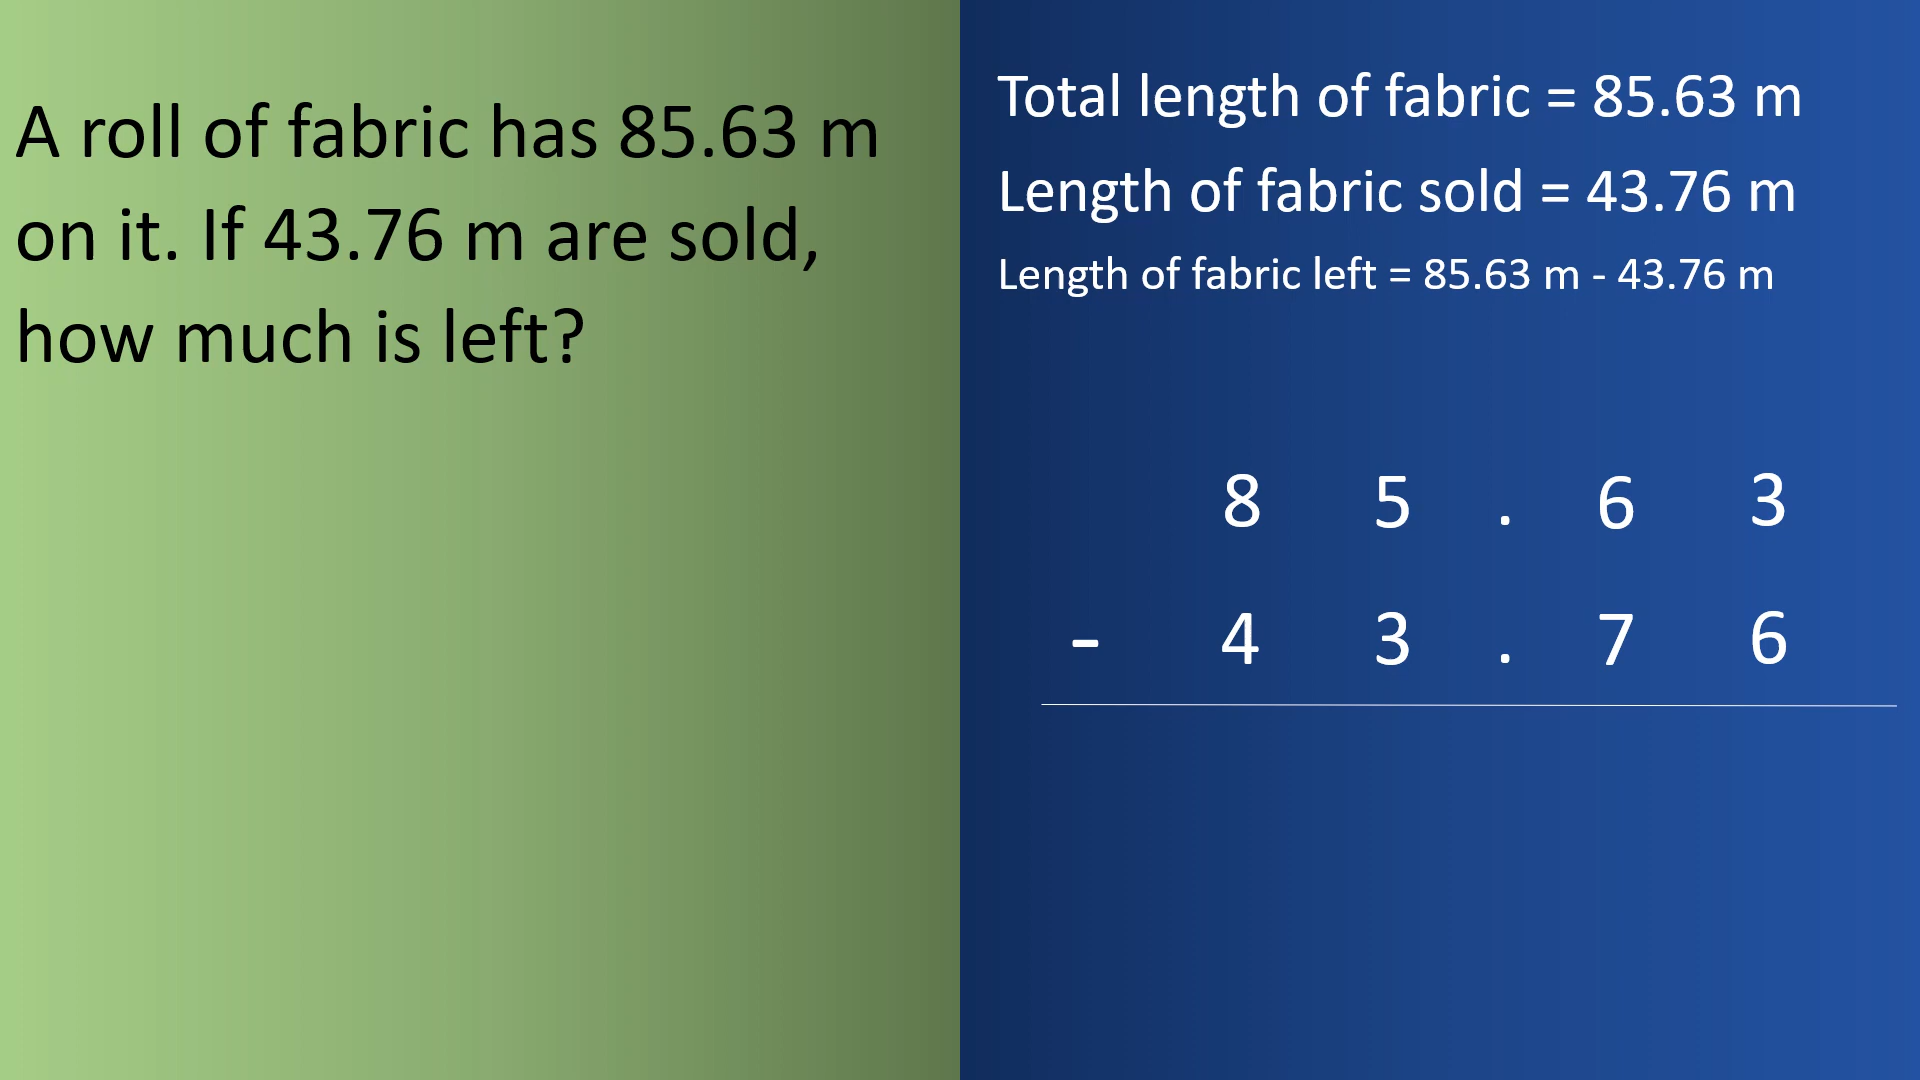 A roll of fabric has 85.63 m
on it. If 43.76 m are sold,
how much is left?
Total length of fabric = 85.63 m
Length of fabric sold = 43.76 m
Length of fabric left = 85.63 m - 43.76 m
8 5 . 6 3
- 4 3 . 7 6